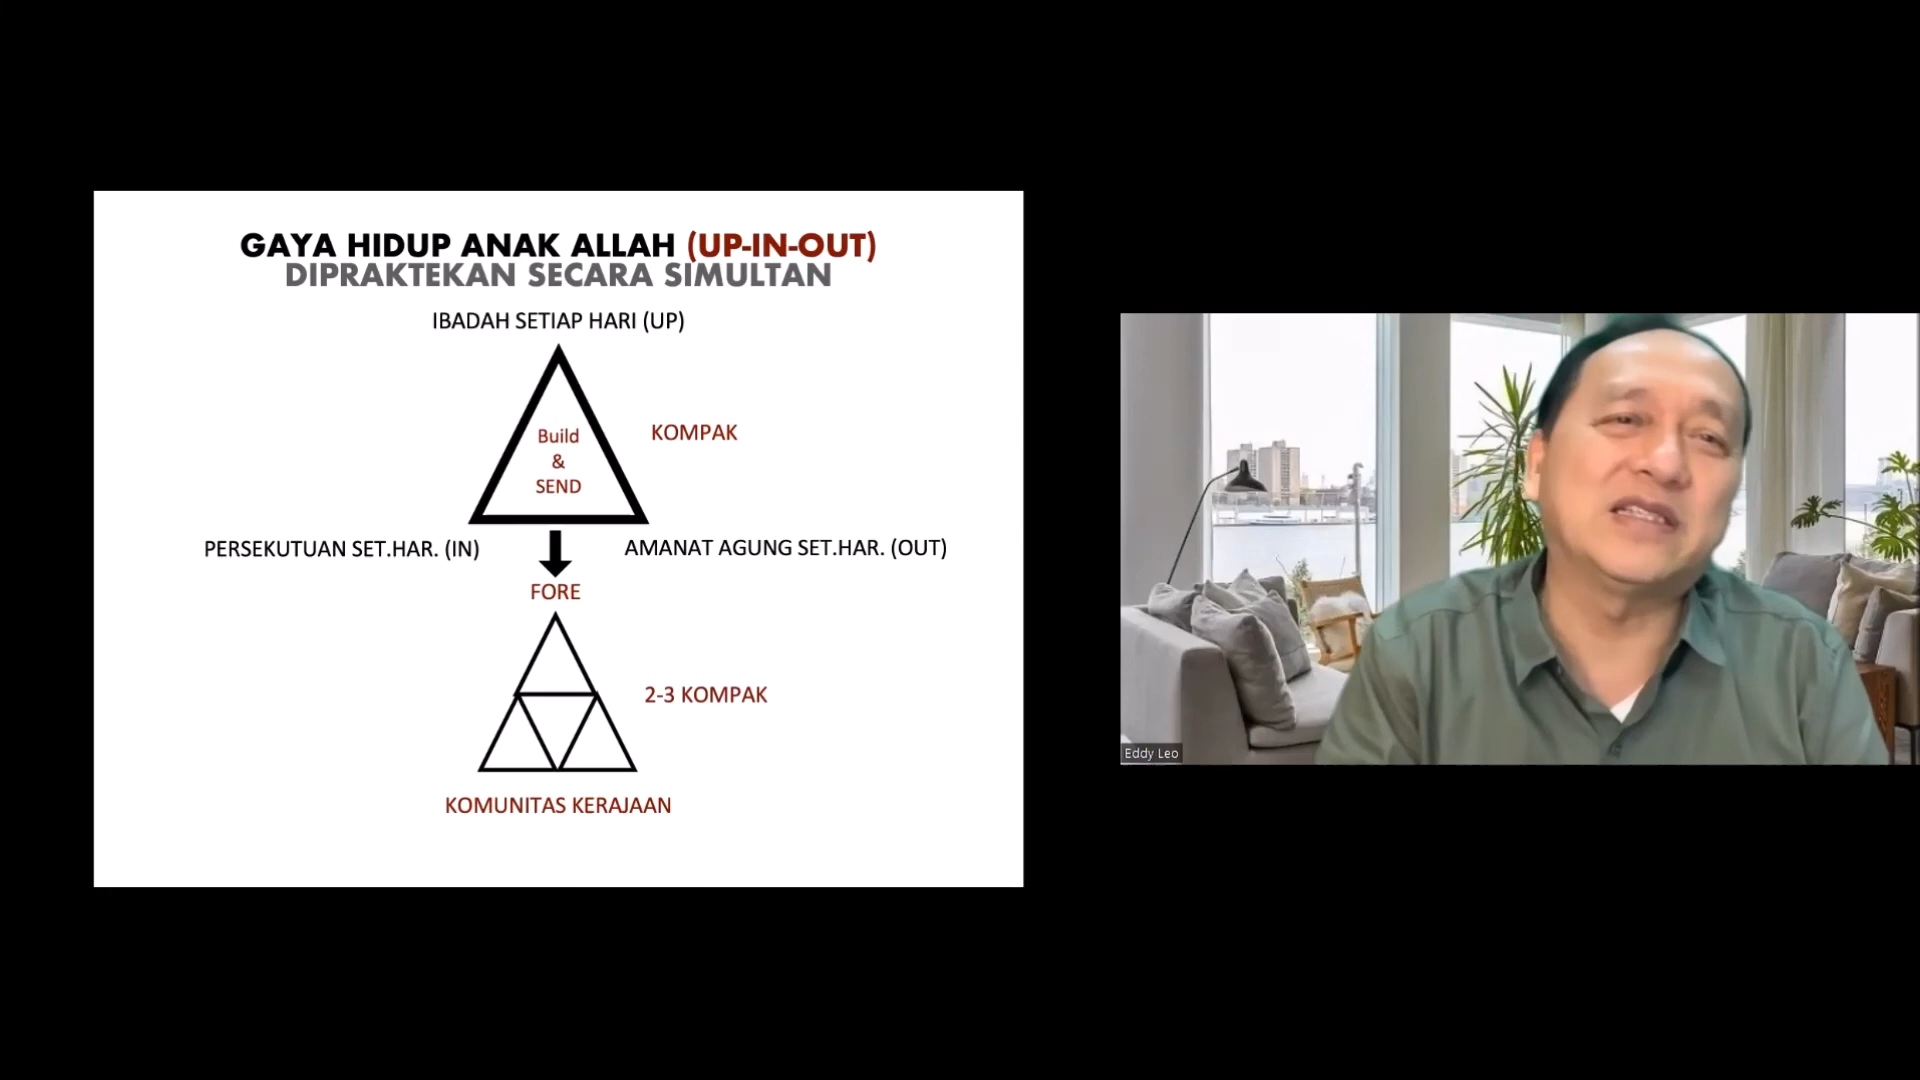 GAYA HIDUP ANAK ALLAH (UP-IN-OUT)
DIPRAKTEKAN SECARA SIMULTAN
IBADAH SETIAP HARI (UP)
Build
&
SEND
KOMPAK
PERSEKUTUAN SET.HAR. (IN)
AMANAT AGUNG SET.HAR. (OUT)
FORE
2-3 KOMPAK
KOMUNITAS KERAJAAN
Eddy Leo